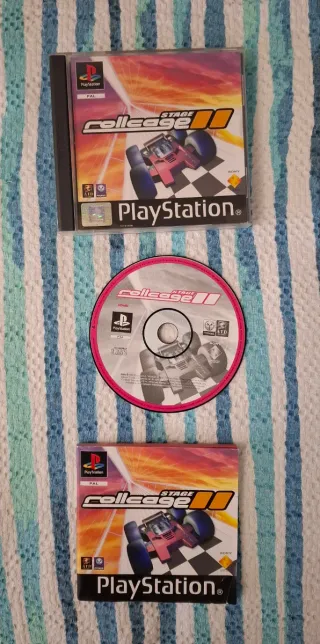 PlayStation
PAL
STAGE
rollcage II
PlayStation®
STAGE
rollcage II
PlayStation
PAL
STAGE
rollcage II
PlayStation®